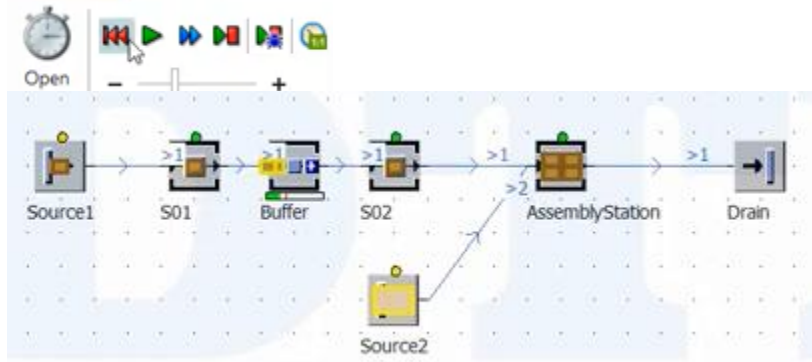 Open
- +
>1 >1 >1 >1 >1
>2
Source1 S01 Buffer S02 AssemblyStation Drain
Source2